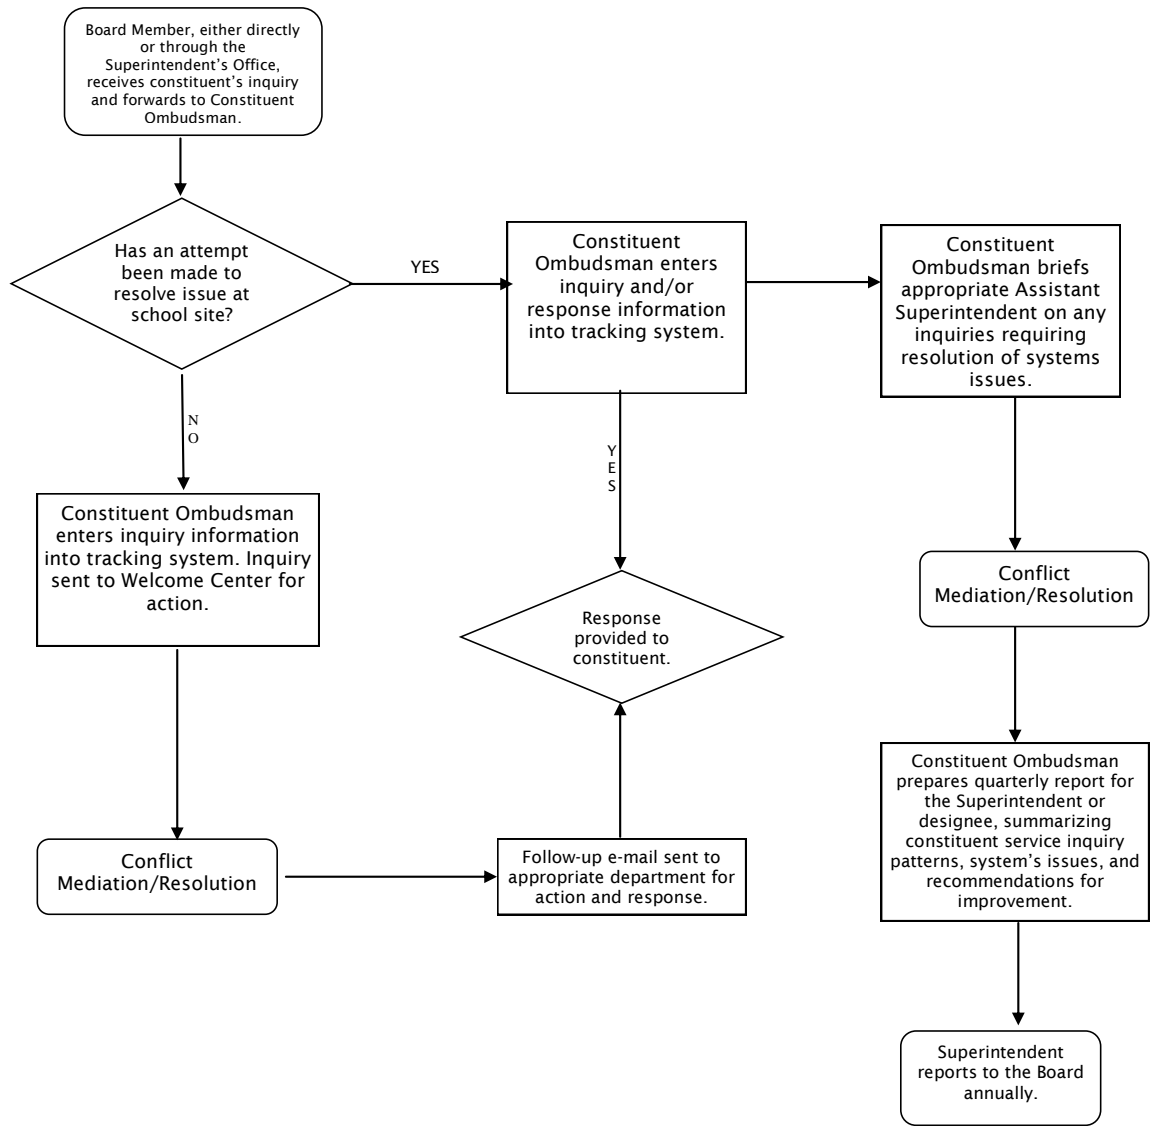 Board Member, either directly
or through the
Superintendent's Office,
receives constituent's inquiry
and forwards to Constituent
Ombudsman.
Has an attempt
been made to
resolve issue at
school site?
YES
Constituent
Ombudsman enters
inquiry and/or
response information
into tracking system.
Constituent
Ombudsman briefs
appropriate Assistant
Superintendent on any
inquiries requiring
resolution of systems
issues.
N
O
Y
E
S
Constituent Ombudsman
enters inquiry information
into tracking system. Inquiry
sent to Welcome Center for
action.
Response
provided to
constituent.
Conflict
Mediation/Resolution
Conflict
Mediation/Resolution
Follow-up e-mail sent to
appropriate department for
action and response.
Constituent Ombudsman
prepares quarterly report for
the Superintendent or
designee, summarizing
constituent service inquiry
patterns, system's issues, and
recommendations for
improvement.
Superintendent
reports to the Board
annually.